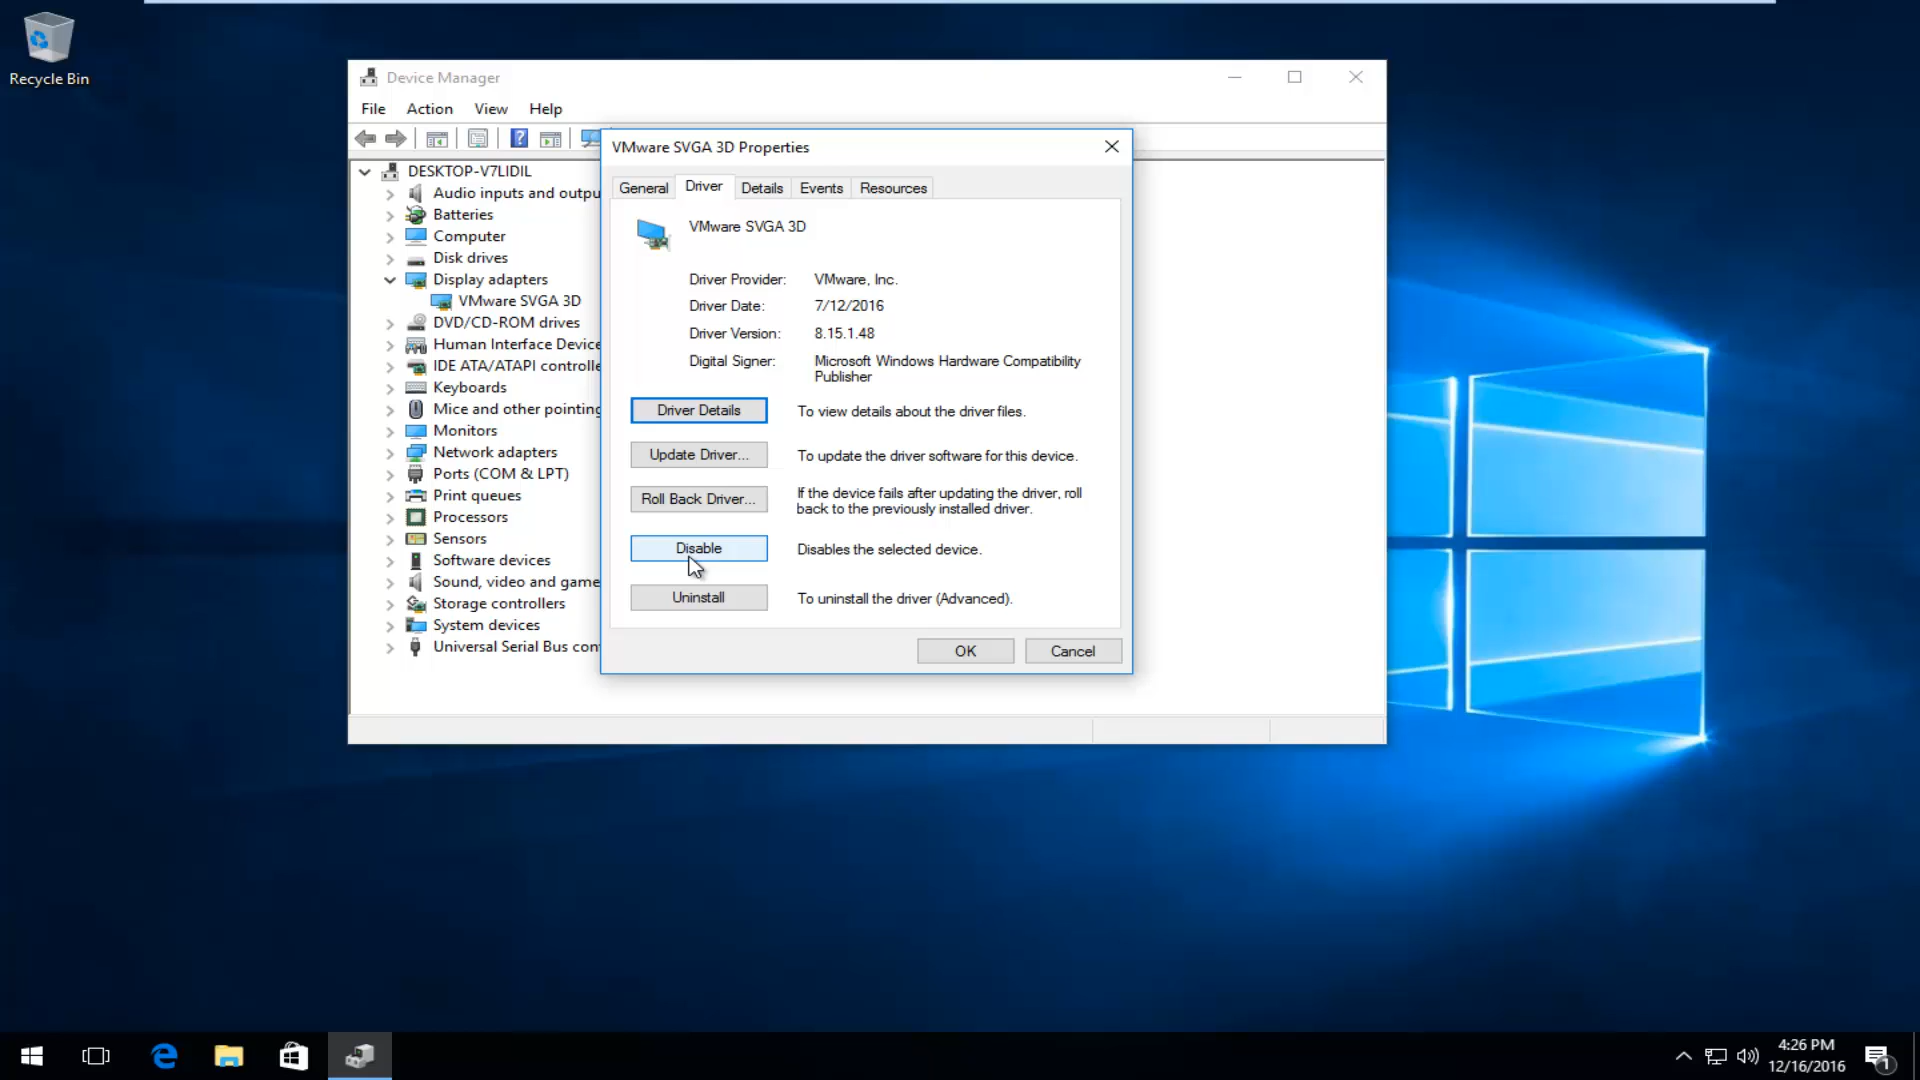 Recycle Bin
Device Manager
File Action View Help
DESKTOP-V7LIDIL
Audio inputs and outpu
Batteries
Computer
Disk drives
Display adapters
VMware SVGA 3D
DVD/CD-ROM drives
Human Interface Device
IDE ATA/ATAPI controlle
Keyboards
Mice and other pointing
Monitors
Network adapters
Ports (COM & LPT)
Print queues
Processors
Sensors
Software devices
Sound, video and game
Storage controllers
System devices
Universal Serial Bus con
VMware SVGA 3D Properties
General Driver Details Events Resources
VMware SVGA 3D
Driver Provider: VMware, Inc.
Driver Date: 7/12/2016
Driver Version: 8.15.1.48
Digital Signer: Microsoft Windows Hardware Compatibility
Publisher
Driver Details To view details about the driver files.
Update Driver... To update the driver software for this device.
Roll Back Driver... If the device fails after updating the driver, roll
back to the previously installed driver.
Disable Disables the selected device.
Uninstall To uninstall the driver (Advanced).
OK Cancel
4:26 PM
12/16/2016
1